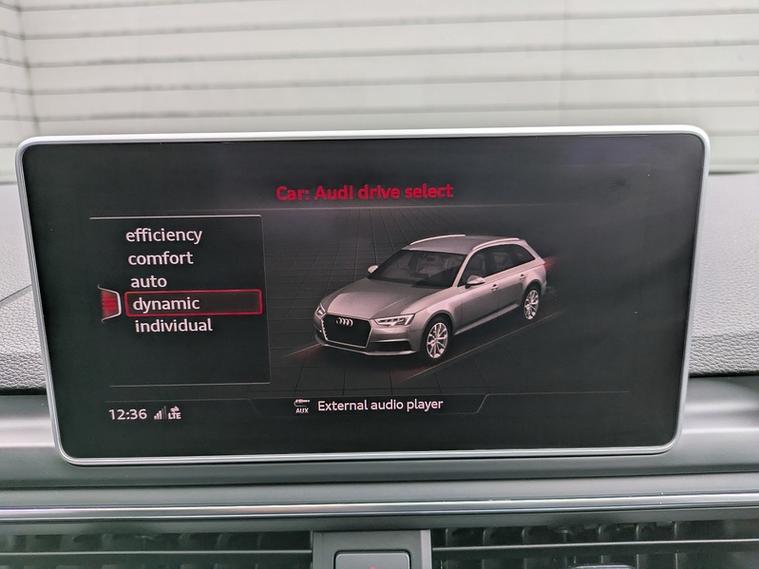 Car: Audi drive select
efficiency
comfort
auto
dynamic
individual
12:36
LTE
AUX
External audio player